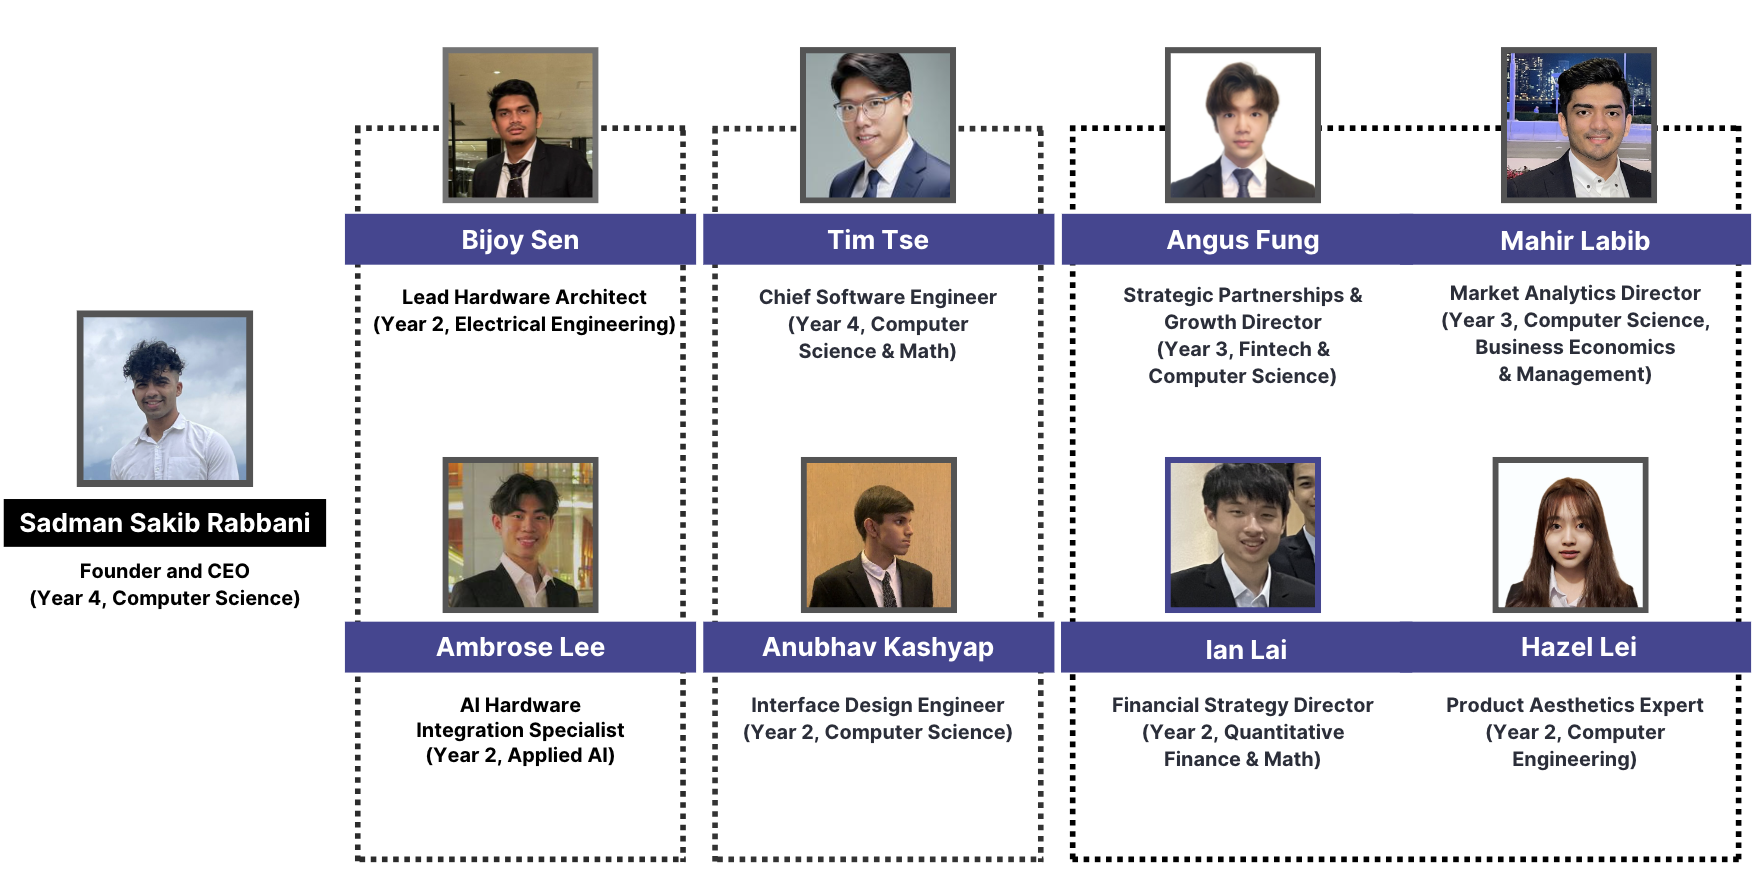 Sadman Sakib Rabbani
Founder and CEO
(Year 4, Computer Science)
Bijoy Sen
Lead Hardware Architect
(Year 2, Electrical Engineering)
Ambrose Lee
AI Hardware
Integration Specialist
(Year 2, Applied AI)
Tim Tse
Chief Software Engineer
(Year 4, Computer
Science & Math)
Anubhav Kashyap
Interface Design Engineer
(Year 2, Computer Science)
Angus Fung
Strategic Partnerships &
Growth Director
(Year 3, Fintech &
Computer Science)
Mahir Labib
Market Analytics Director
(Year 3, Computer Science,
Business Economics
& Management)
Ian Lai
Financial Strategy Director
(Year 2, Quantitative
Finance & Math)
Hazel Lei
Product Aesthetics Expert
(Year 2, Computer
Engineering)